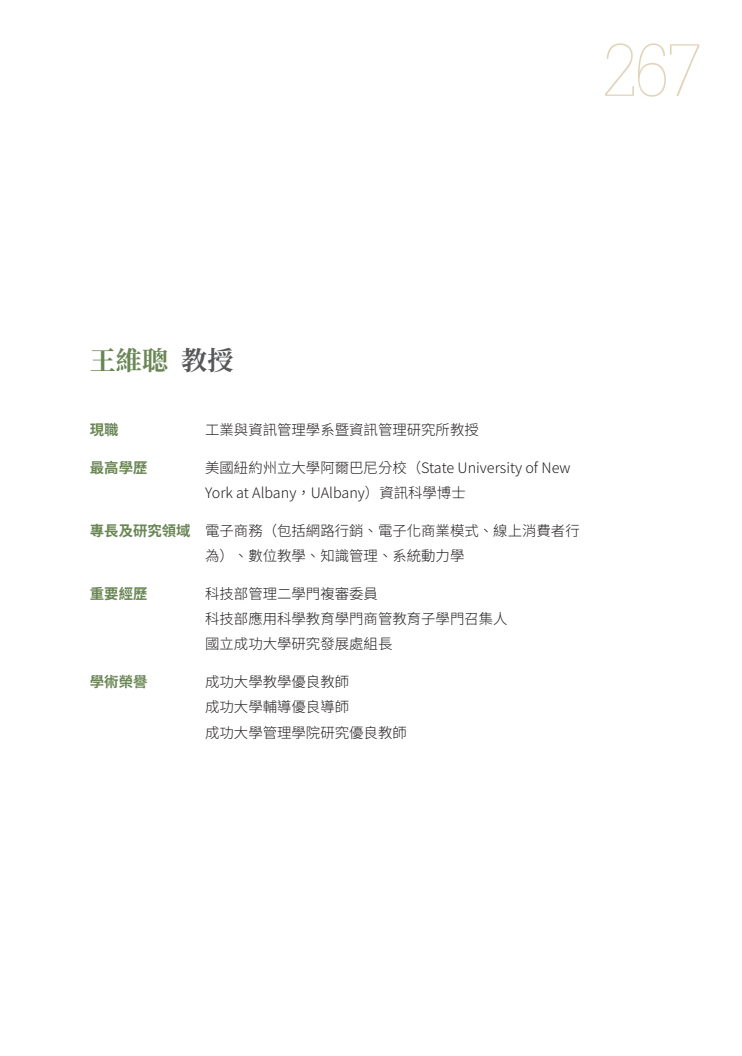 267
王維聰 教授
現職 工業與資訊管理學系暨資訊管理研究所教授
最高學歷 美國紐約州立大學阿爾巴尼分校（State University of New
York at Albany，UAlbany）資訊科學博士
專長及研究領域 電子商務（包括網路行銷、電子化商業模式、線上消費者行
為）、數位教學、知識管理、系統動力學
重要經歷 科技部管理二學門複審委員
科技部應用科學教育學門商管教育子學門召集人
國立成功大學研究發展處組長
學術榮譽 成功大學教學優良教師
成功大學輔導優良導師
成功大學管理學院研究優良教師